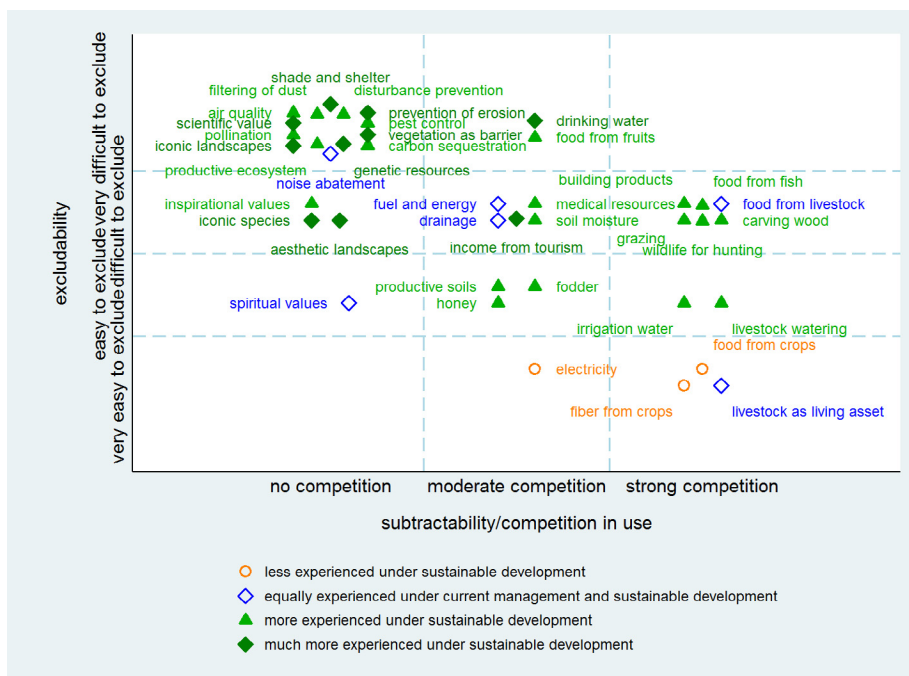 shade and shelter
filtering of dust disturbance prevention
air quality prevention of erosion drinking water
scientific value pest control
pollination vegetation as barrier food from fruits
iconic landscapes carbon sequestration
productive ecosystem genetic resources
noise abatement building products food from fish
inspirational values fuel and energy medical resources food from livestock
iconic species drainage soil moisture carving wood
grazing
aesthetic landscapes income from tourism wildlife for hunting
productive soils fodder
spiritual values honey
irrigation water livestock watering
food from crops
electricity
fiber from crops livestock as living asset
excludability
very difficult to exclude
difficult to exclude
easy to exclude
very easy to exclude
no competition moderate competition strong competition
subtractability/competition in use
less experienced under sustainable development
equally experienced under current management and sustainable development
more experienced under sustainable development
much more experienced under sustainable development